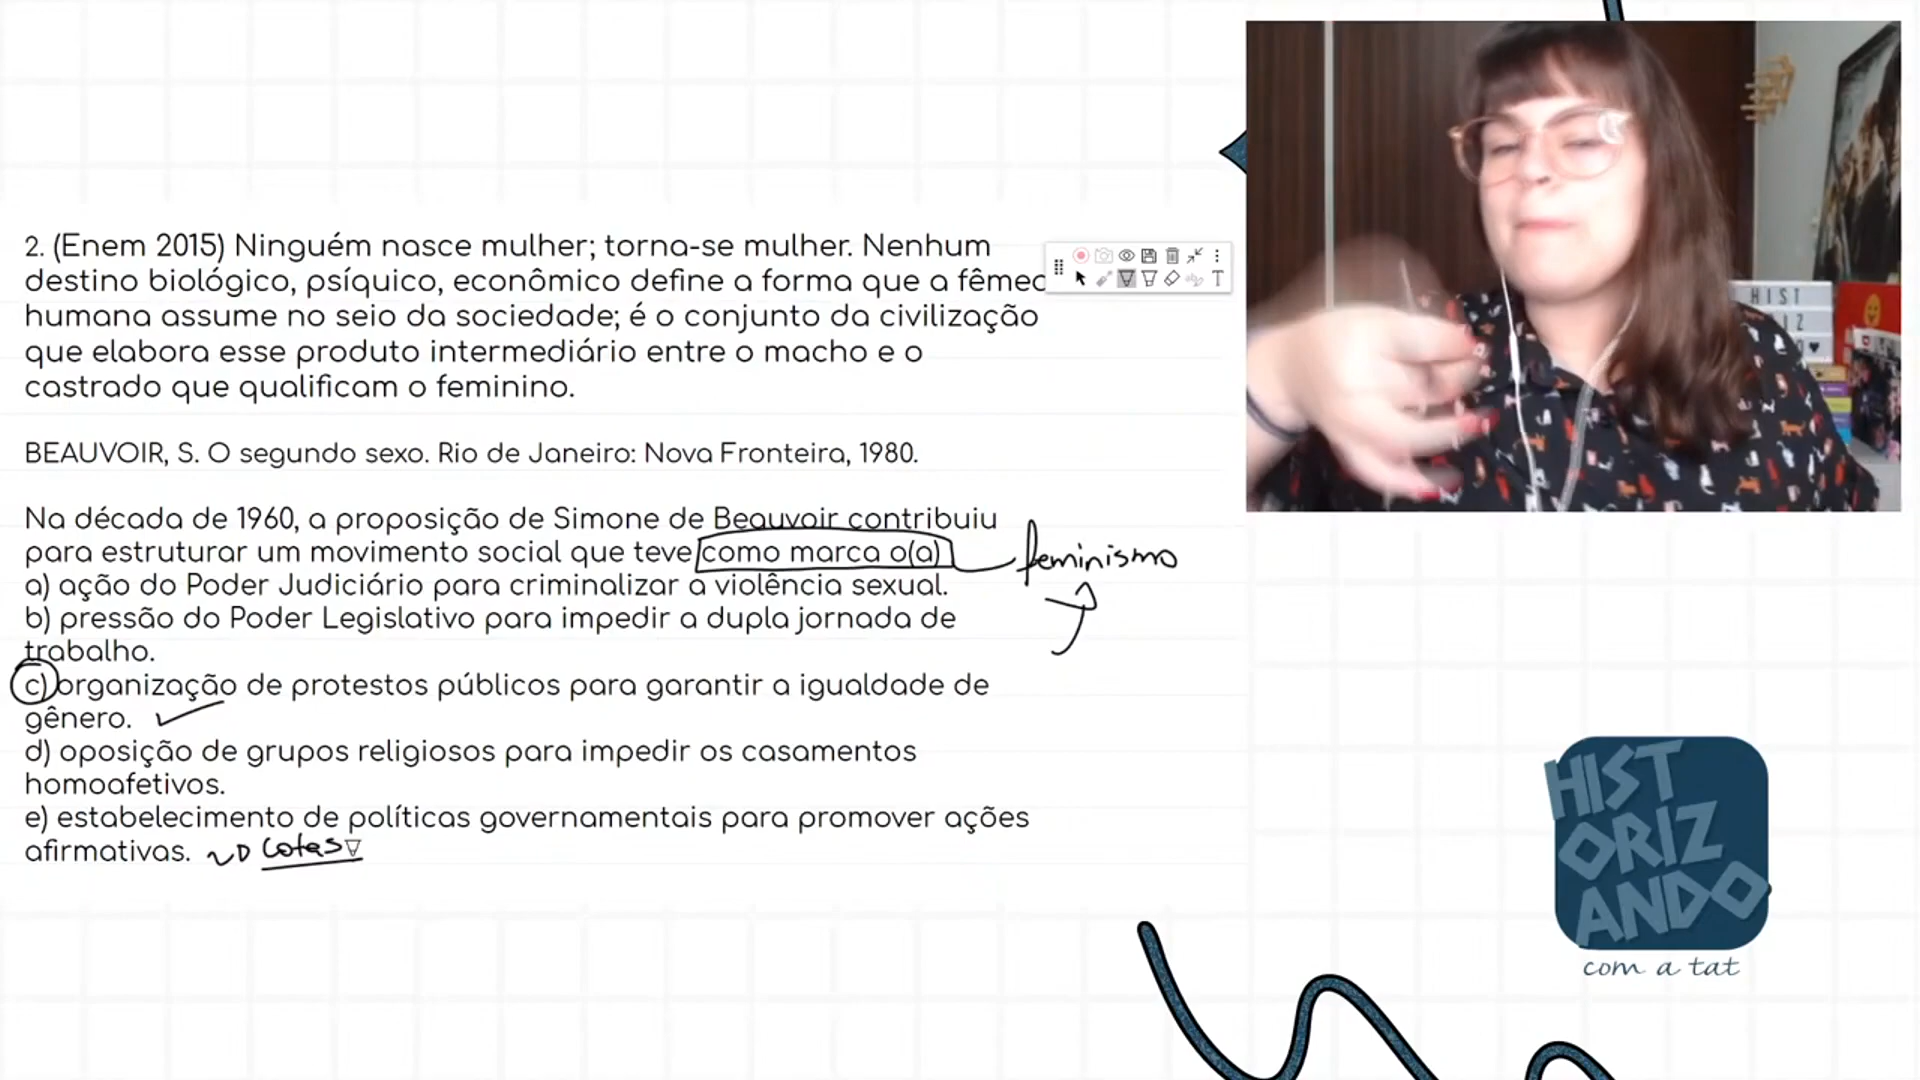 2. (Enem 2015) Ninguém nasce mulher; torna-se mulher. Nenhum
destino biológico, psíquico, econômico define a forma que a fêmea
humana assume no seio da sociedade; é o conjunto da civilização
que elabora esse produto intermediário entre o macho e o
castrado que qualificam o feminino.
BEAUVOIR, S. O segundo sexo. Rio de Janeiro: Nova Fronteira, 1980.
Na década de 1960, a proposição de Simone de Beauvoir contribuiu
para estruturar um movimento social que teve como marca o(a)
feminismo
a) ação do Poder Judiciário para criminalizar a violência sexual.
b) pressão do Poder Legislativo para impedir a dupla jornada de
trabalho.
c) organização de protestos públicos para garantir a igualdade de
gênero.
d) oposição de grupos religiosos para impedir os casamentos
homoafetivos.
e) estabelecimento de políticas governamentais para promover ações
afirmativas. cotas
T
HIST
HIST
ORIZ
ANDO
com a tat